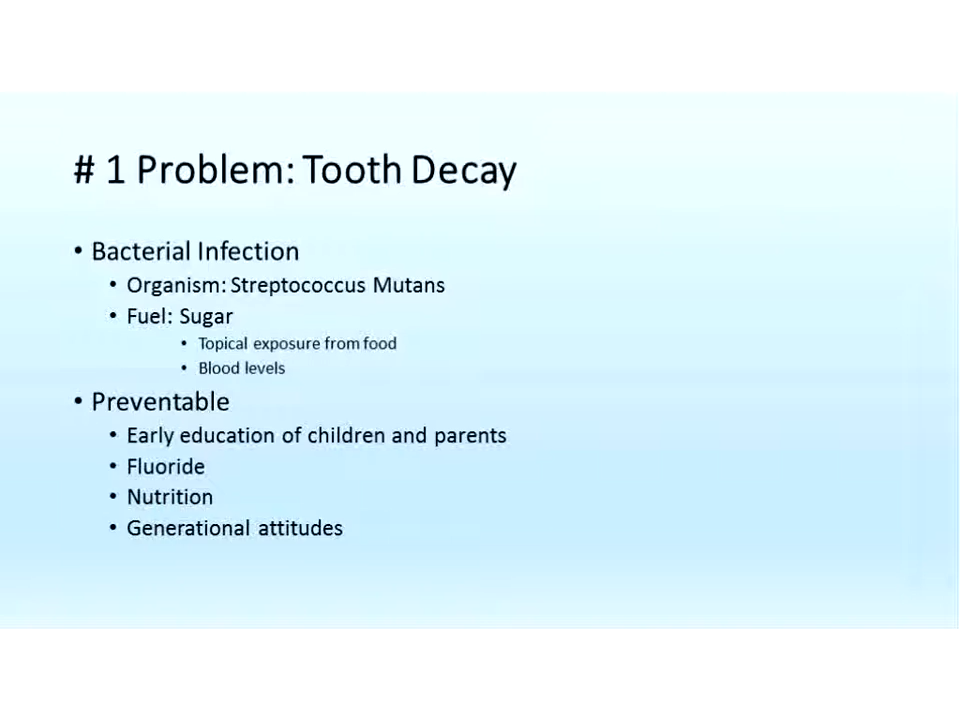 # 1 Problem: Tooth Decay
• Bacterial Infection
• Organism: Streptococcus Mutans
• Fuel: Sugar
• Topical exposure from food
• Blood levels
• Preventable
• Early education of children and parents
• Fluoride
• Nutrition
• Generational attitudes